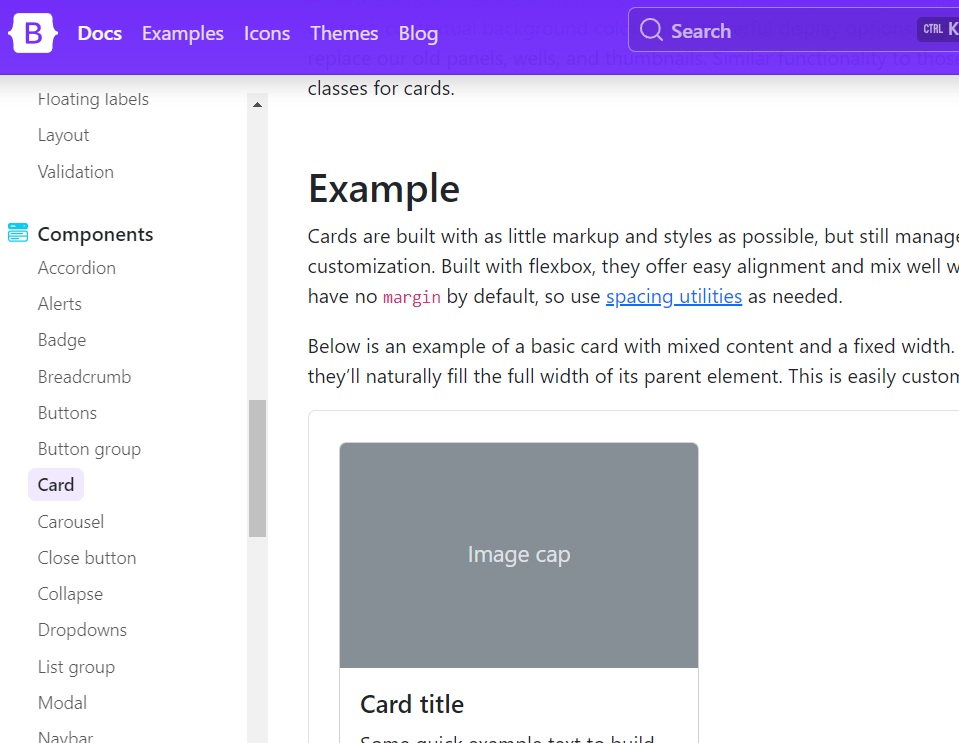 B
Docs
Examples
Icons
Themes
Blog
Search
CTRL K
replace our old panels, wells, and thumbnails. Similar functionality to those
classes for cards.
Floating labels
Layout
Validation
Components
Accordion
Alerts
Badge
Breadcrumb
Buttons
Button group
Card
Carousel
Close button
Collapse
Dropdowns
List group
Modal
Navbar
Example
Cards are built with as little markup and styles as possible, but still manage
customization. Built with flexbox, they offer easy alignment and mix well w
have no margin by default, so use spacing utilities as needed.
Below is an example of a basic card with mixed content and a fixed width.
they’ll naturally fill the full width of its parent element. This is easily custom
Image cap
Card title
Some quick example text to build